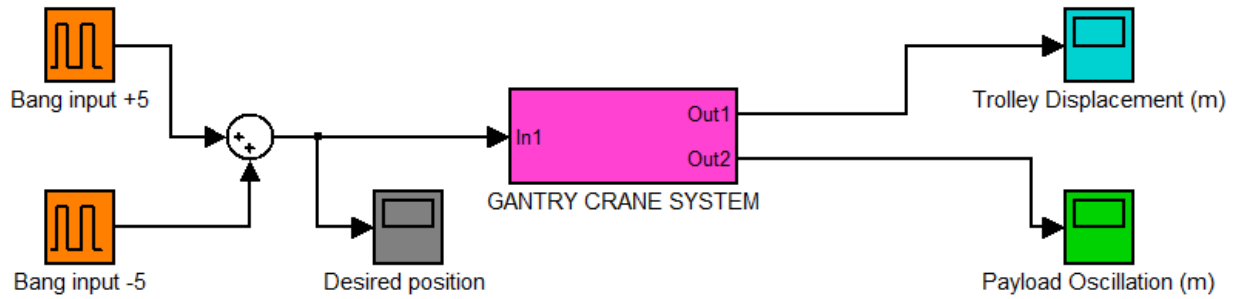 Bang input +5
Trolley Displacement (m)
++
In1
Out1
Out2
GANTRY CRANE SYSTEM
Bang input -5
Desired position
Payload Oscillation (m)